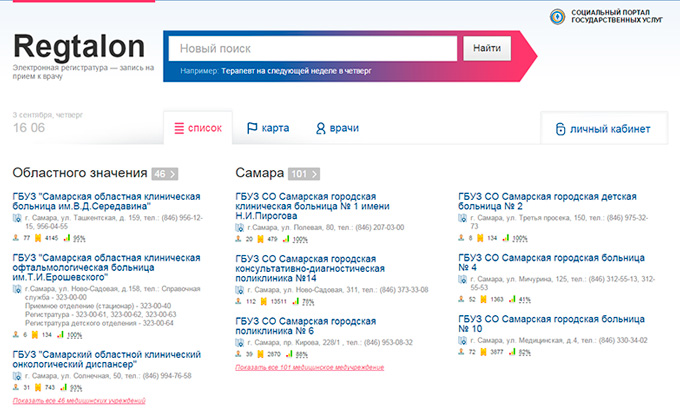 СОЦИАЛЬНЫЙ ПОРТАЛ
ГОСУДАРСТВЕННЫХ УСЛУГ
Regtalon
Электронная регистратура — запись на
прием к врачу
Новый поиск
Найти
Например: Терапевт на следующей неделе в четверг
3 сентября, четверг
16 06
список
карта
врачи
личный кабинет
Областного значения 46 >
ГБУЗ "Самарская областная клиническая
больница им.В.Д.Середавина"
г. Самара, ул. Ташкентская, д. 159, тел.: (846) 956-12-
15, 956-04-55
77 4145 95%
ГБУЗ "Самарская областная клиническая
офтальмологическая больница
им.Т.И.Ерошевского"
г.Самара, ул. Ново-Садовая, д.158, тел.: Справочная
служба - 323-00-00
Приемное отделение (стационар) - 323-00-40
Регистратура - 323-00-61, 323-00-62, 323-00-63
Регистратура детского отделения - 323-00-64
6 134 100%
ГБУЗ "Самарский областной клинический
онкологический диспансер"
г. Самара, ул. Солнечная, 50, тел.: (846) 994-76-58
31 743 93%
Показать все 46 медицинских учреждений
Самара 101 >
ГБУЗ СО Самарская городская
клиническая больница № 1 имени
Н.И.Пирогова
г.Самара, ул. Полевая, 80, тел.: (846) 207-03-00
20 479 100%
ГБУЗ СО Самарская городская
консультативно-диагностическая
поликлиника №14
г. Самара, ул. Ново-Садовая, 311, тел.: (846) 373-33-08
112 13511 76%
ГБУЗ СО Самарская городская
поликлиника № 6
г. Самара, пр. Кирова, 228/1 , тел.: (846) 953-08-32
39 2870 88%
Показать все 101 медицинское медучреждение
ГБУЗ СО Самарская городская детская
больница № 2
г. Самара, ул. Третья просека, 150, тел.: (846) 975-32-
73
8 134 100%
ГБУЗ СО Самарская городская больница
№ 4
г. Самара, ул. Мичурина, 125, тел.: (846) 312-55-13, 312-
55-53
52 1363 41%
ГБУЗ СО Самарская городская больница
№ 10
г. Самара, ул. Медицинская, д.4, тел.: (846) 330-34-02
72 3877 82%